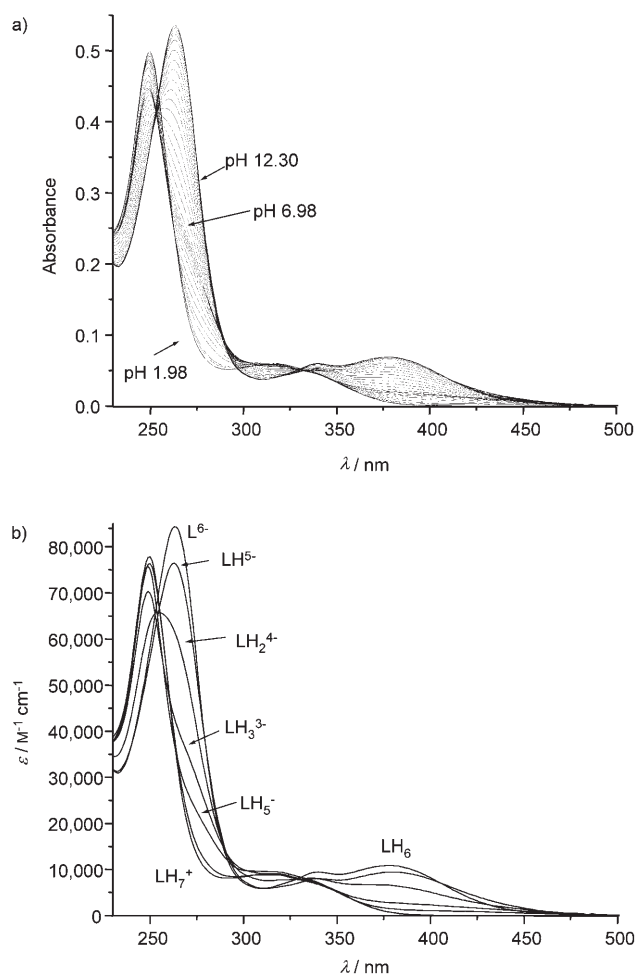 a)
0.5
0.4
0.3
0.2
0.1
0.0
Absorbance
pH 12.30
pH 6.98
pH 1.98
250 300 350 400 450 500
λ / nm
b)
80,000
70,000
60,000
50,000
40,000
30,000
20,000
10,000
0
ε / M⁻¹ cm⁻¹
L⁶⁻
LH⁵⁻
LH₂⁴⁻
LH₃³⁻
LH₅⁻
LH₆
LH₇⁺
250 300 350 400 450 500
λ / nm